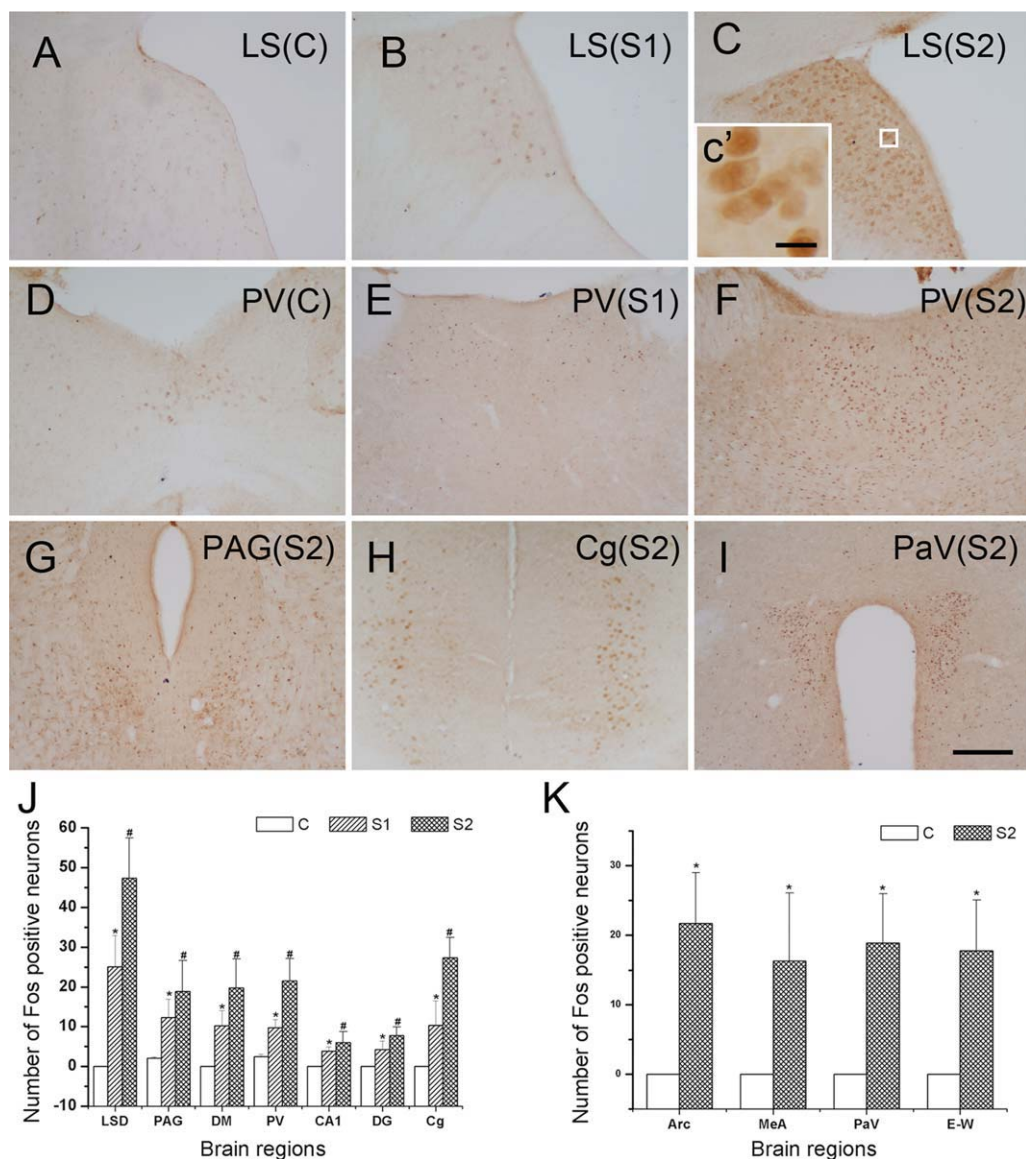 A LS(C)
B LS(S1)
C LS(S2)
c'
D PV(C)
E PV(S1)
F PV(S2)
G PAG(S2)
H Cg(S2)
I PaV(S2)
J
C S1 S2
Number of Fos positive neurons
60
50
40
30
20
10
0
-10
# * * # * # * # * # * # * #
LSD PAG DM PV CA1 DG Cg
Brain regions
K
C S2
Number of Fos positive neurons
30
20
10
0
* * * *
Arc MeA PaV E-W
Brain regions